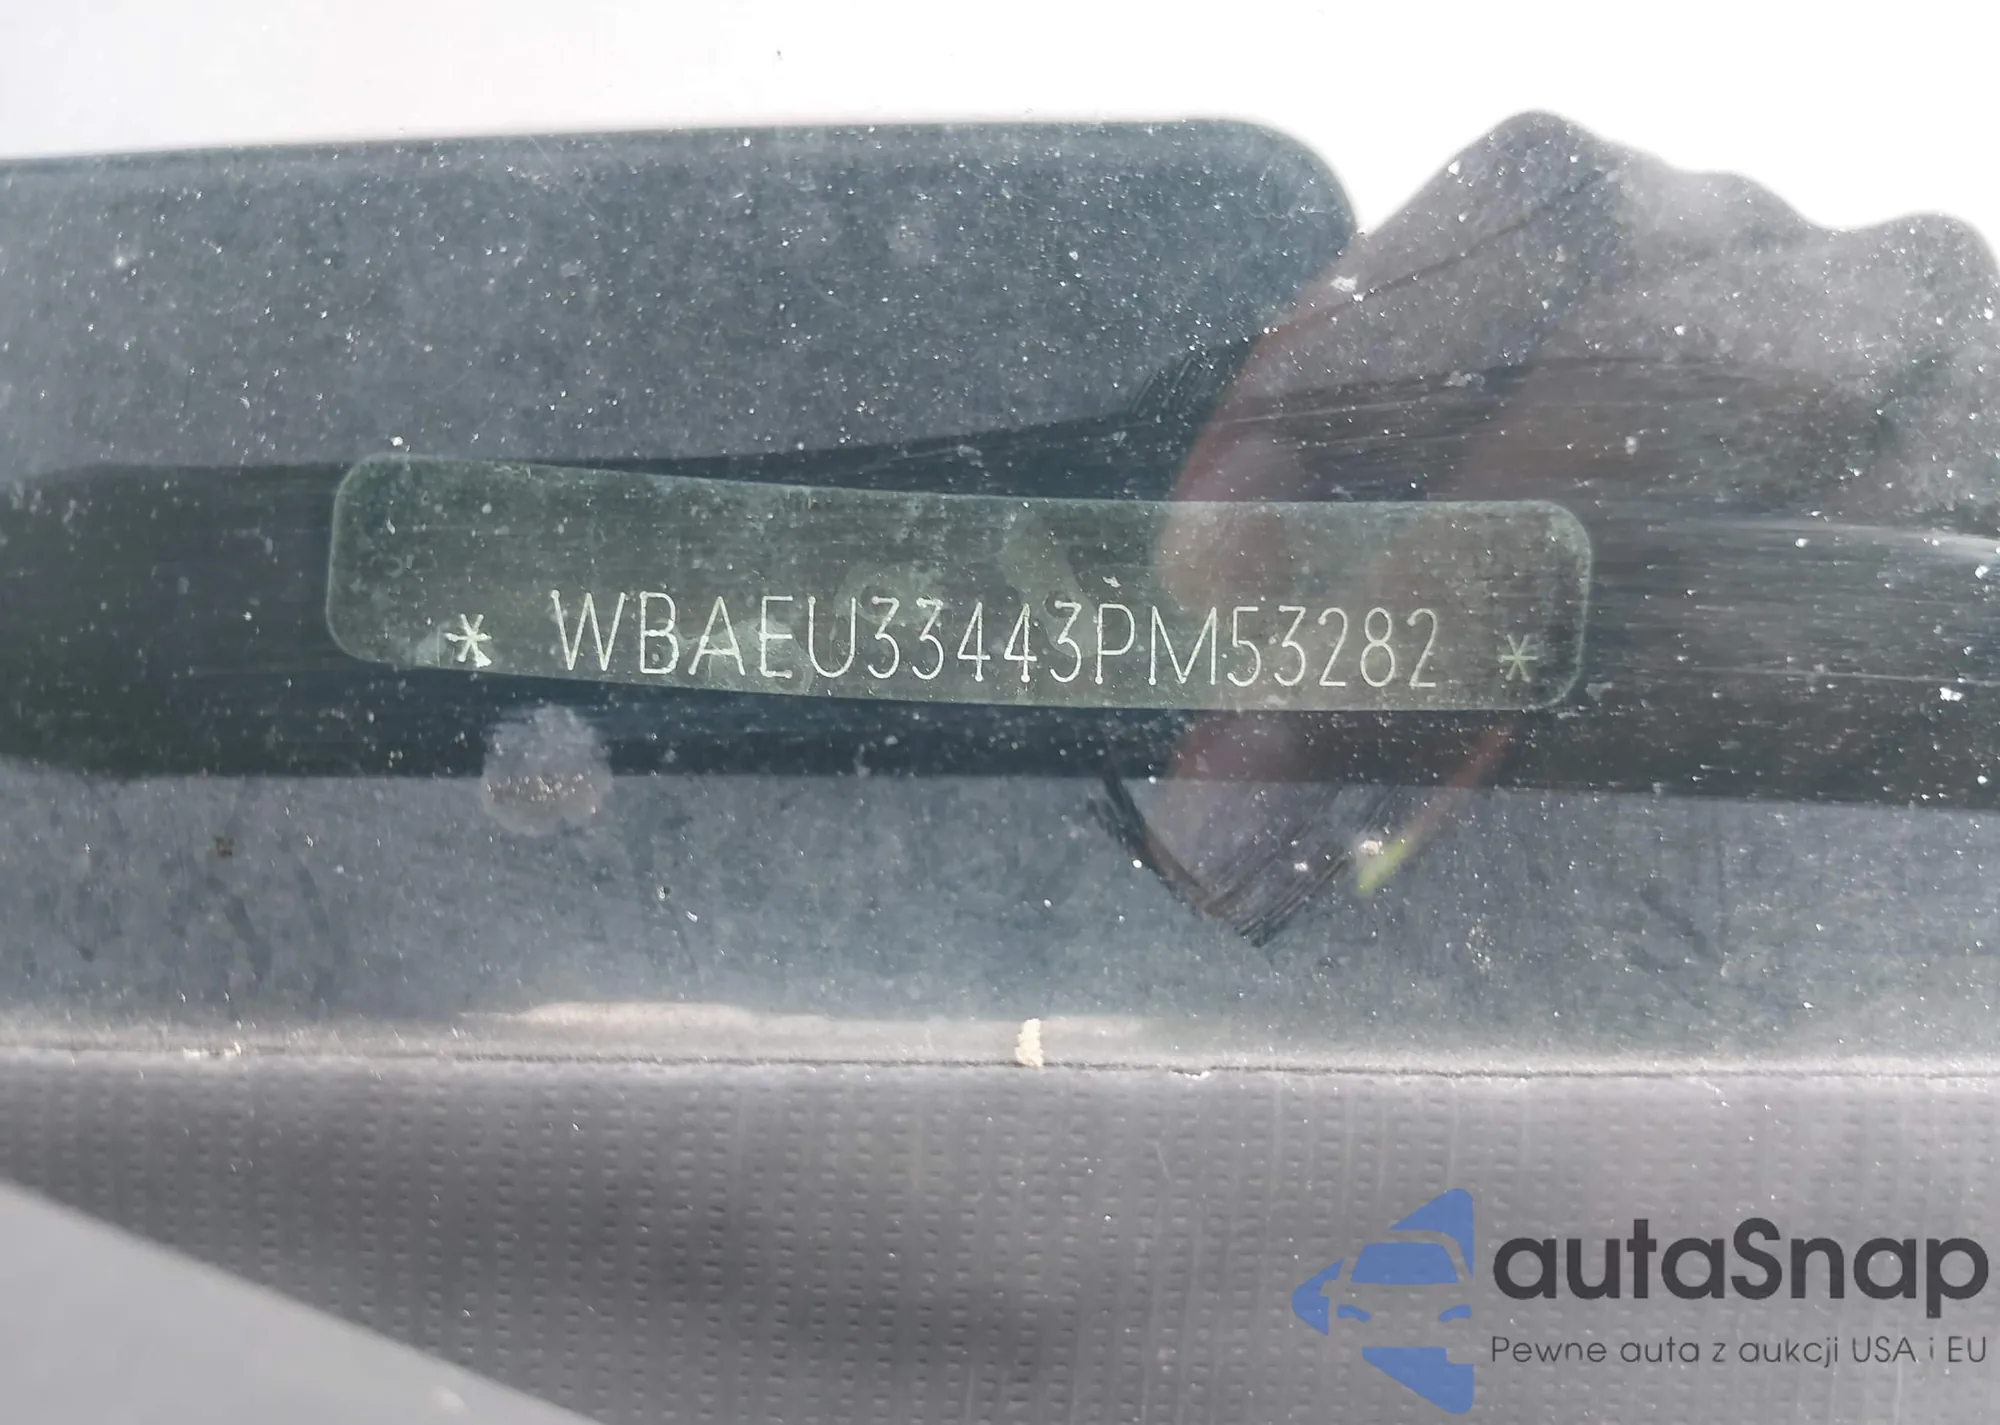 * WBAEU33443PM53282 *
autaSnap
Pewne auta z aukcji USA i EU